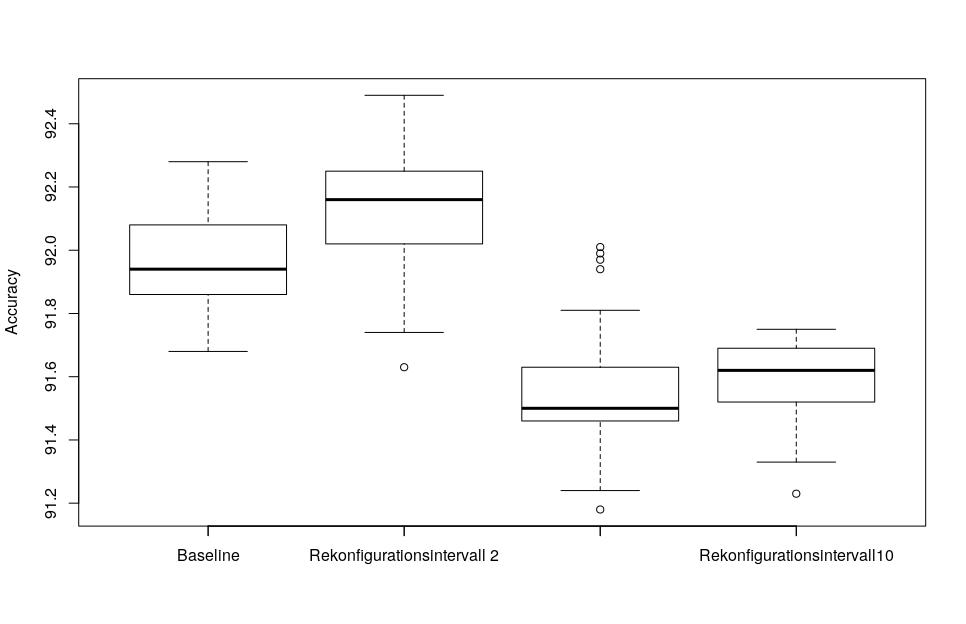 Accuracy
92.4
92.2
92.0
91.8
91.6
91.4
91.2
Baseline
Rekonfigurationsintervall 2
Rekonfigurationsintervall10